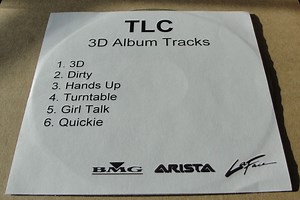 TLC
3D Album Tracks
1. 3D
2. Dirty
3. Hands Up
4. Turntable
5. Girl Talk
6. Quickie
BMG ARISTA LaFace